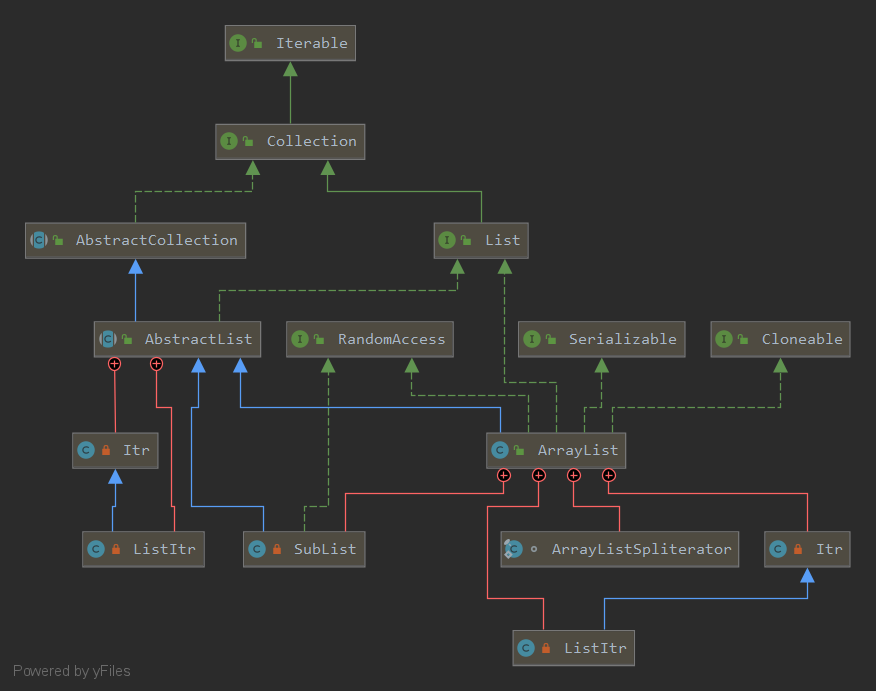 I Iterable
I Collection
C AbstractCollection
I List
C AbstractList
I RandomAccess
I Serializable
I Cloneable
C Itr
C ArrayList
C ListItr
C SubList
C ArrayListSpliterator
C Itr
C ListItr
Powered by yFiles